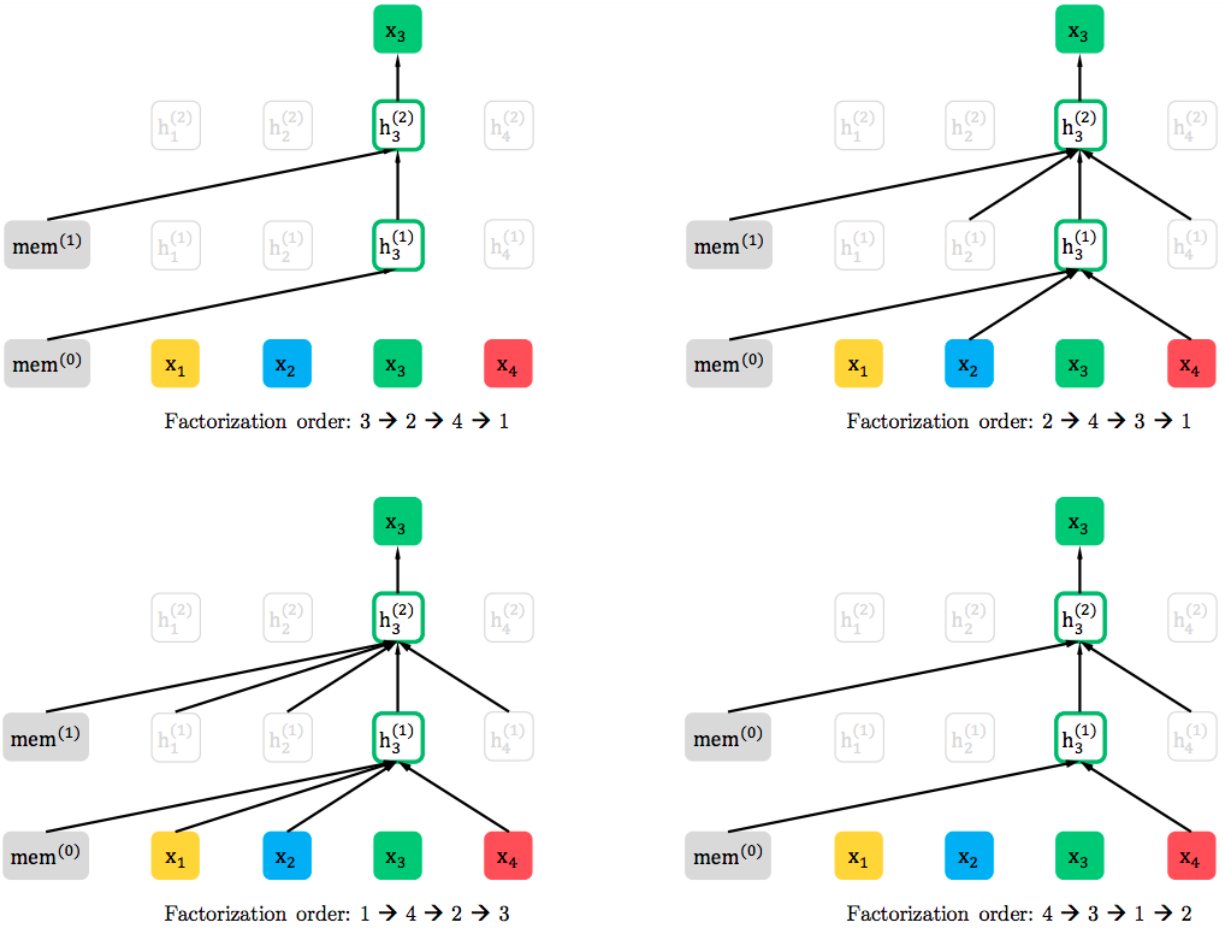 x₃ x₃
h₁⁽²⁾ h₂⁽²⁾ h₃⁽²⁾ h₄⁽²⁾ h₁⁽²⁾ h₂⁽²⁾ h₃⁽²⁾ h₄⁽²⁾
mem⁽¹⁾ h₁⁽¹⁾ h₂⁽¹⁾ h₃⁽¹⁾ h₄⁽¹⁾ mem⁽¹⁾ h₁⁽¹⁾ h₂⁽¹⁾ h₃⁽¹⁾ h₄⁽¹⁾
mem⁽⁰⁾ x₁ x₂ x₃ x₄ mem⁽⁰⁾ x₁ x₂ x₃ x₄
Factorization order: 3 → 2 → 4 → 1 Factorization order: 2 → 4 → 3 → 1
x₃ x₃
h₁⁽²⁾ h₂⁽²⁾ h₃⁽²⁾ h₄⁽²⁾ h₁⁽²⁾ h₂⁽²⁾ h₃⁽²⁾ h₄⁽²⁾
mem⁽¹⁾ h₁⁽¹⁾ h₂⁽¹⁾ h₃⁽¹⁾ h₄⁽¹⁾ mem⁽⁰⁾ h₁⁽¹⁾ h₂⁽¹⁾ h₃⁽¹⁾ h₄⁽¹⁾
mem⁽⁰⁾ x₁ x₂ x₃ x₄ mem⁽⁰⁾ x₁ x₂ x₃ x₄
Factorization order: 1 → 4 → 2 → 3 Factorization order: 4 → 3 → 1 → 2